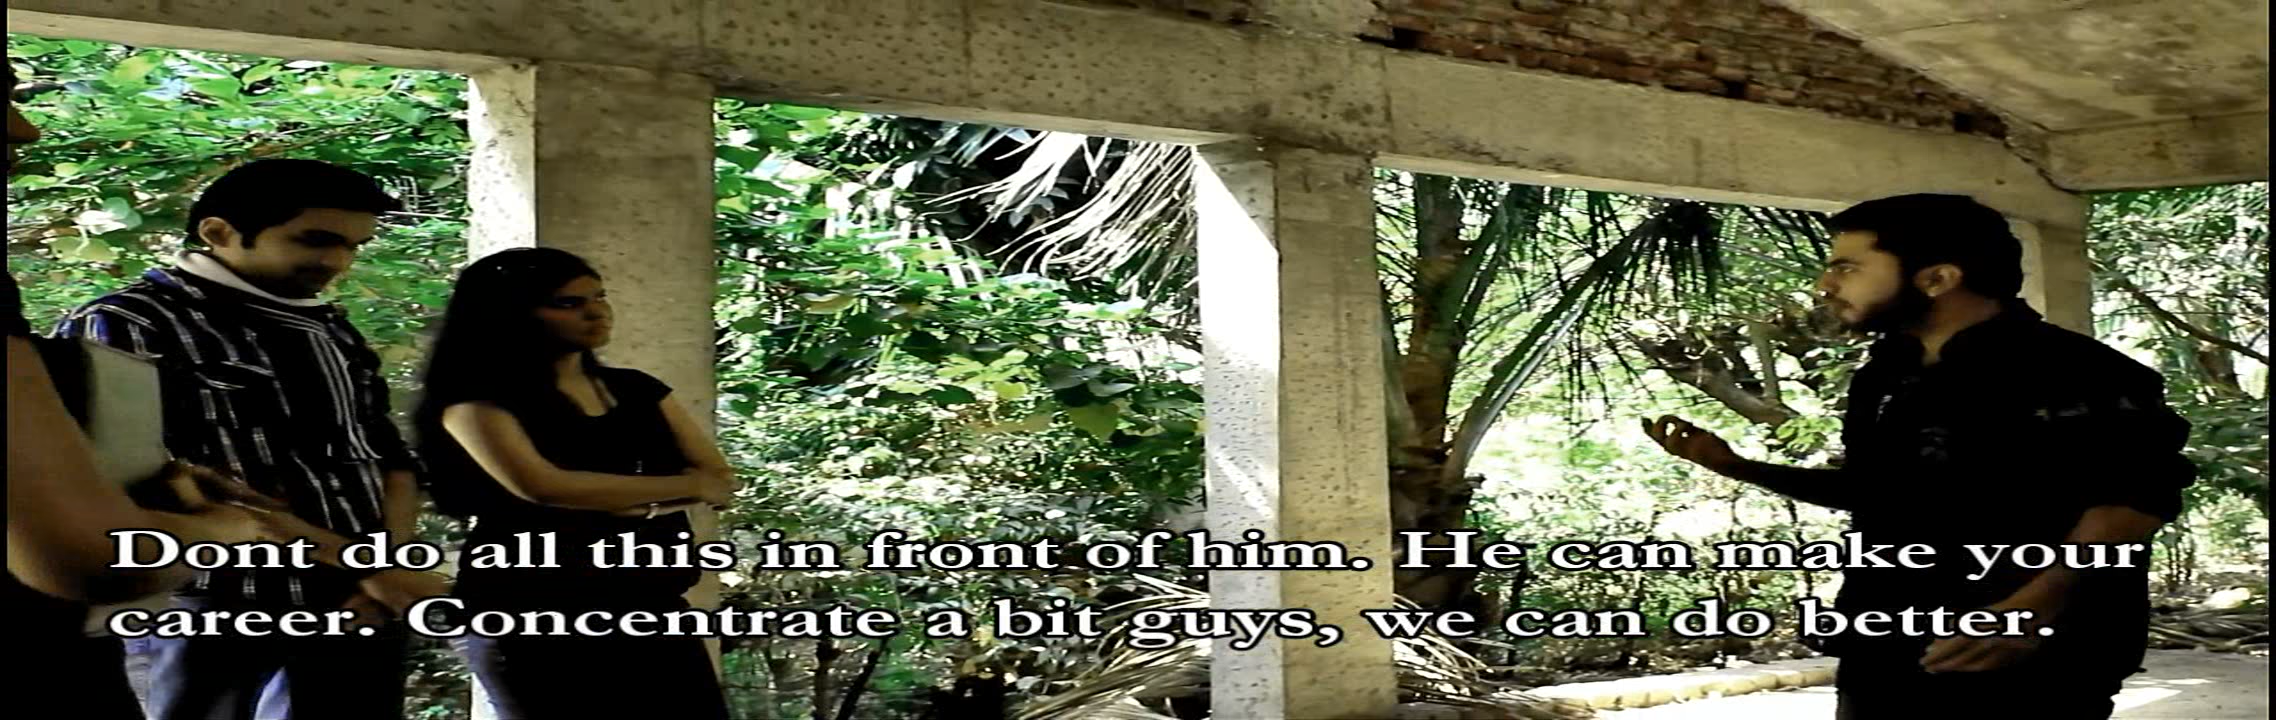 Dont do all this in front of him. He can make your
career. Concentrate a bit guys, we can do better.